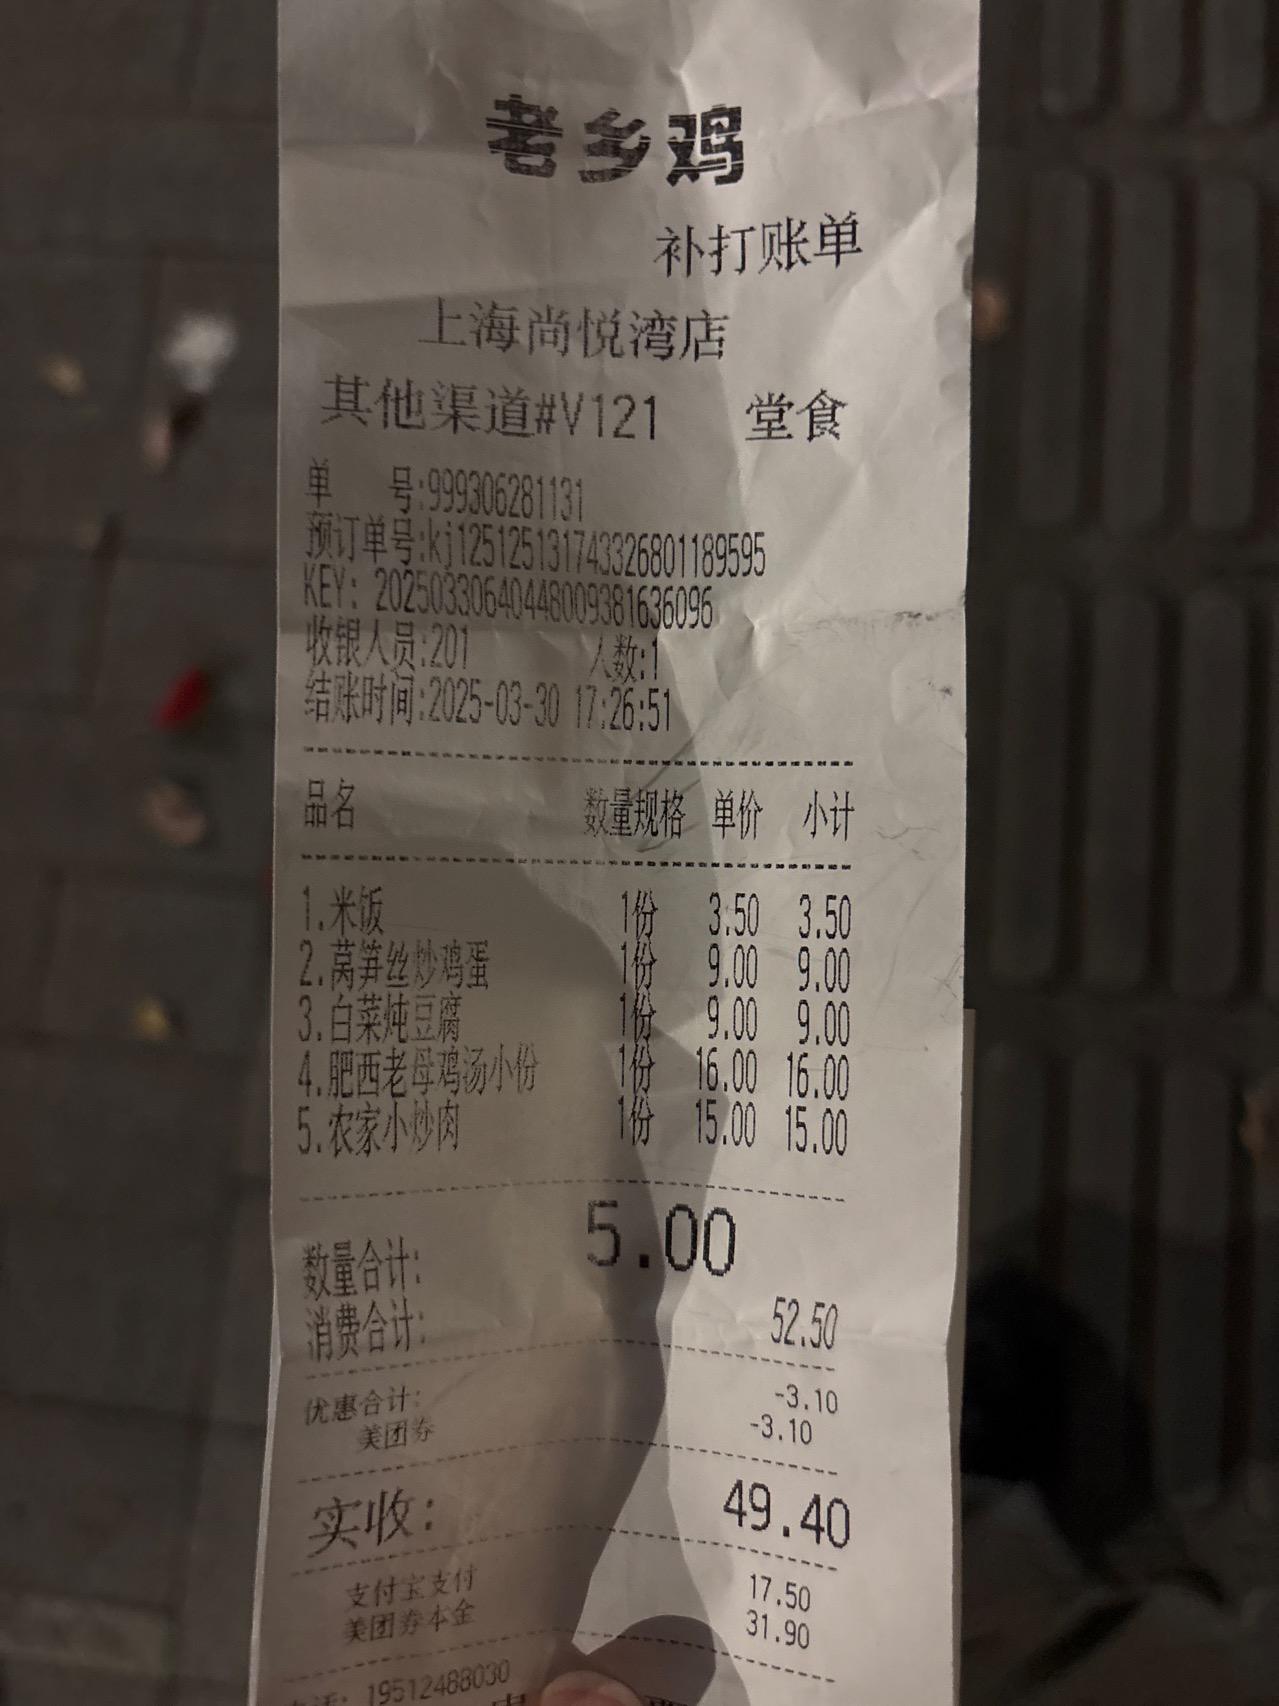 老乡鸡
补打账单
上海尚悦湾店
其他渠道#V121 堂食
单 号:999306281131
预订单号:kj125125131743326801189595
KEY: 20250330640448009381636096
收银人员:201 人数:1
结账时间:2025-03-30 17:26:51
品名 数量规格 单价 小计
1.米饭 1份 3.50 3.50
2.莴笋丝炒鸡蛋 1份 9.00 9.00
3.白菜炖豆腐 1份 9.00 9.00
4.肥西老母鸡汤小份 1份 16.00 16.00
5.农家小炒肉 1份 15.00 15.00
数量合计: 5.00
消费合计: 52.50
优惠合计: -3.10
美团券 -3.10
实收: 49.40
支付宝支付 17.50
美团券本金 31.90
话: 19512488030